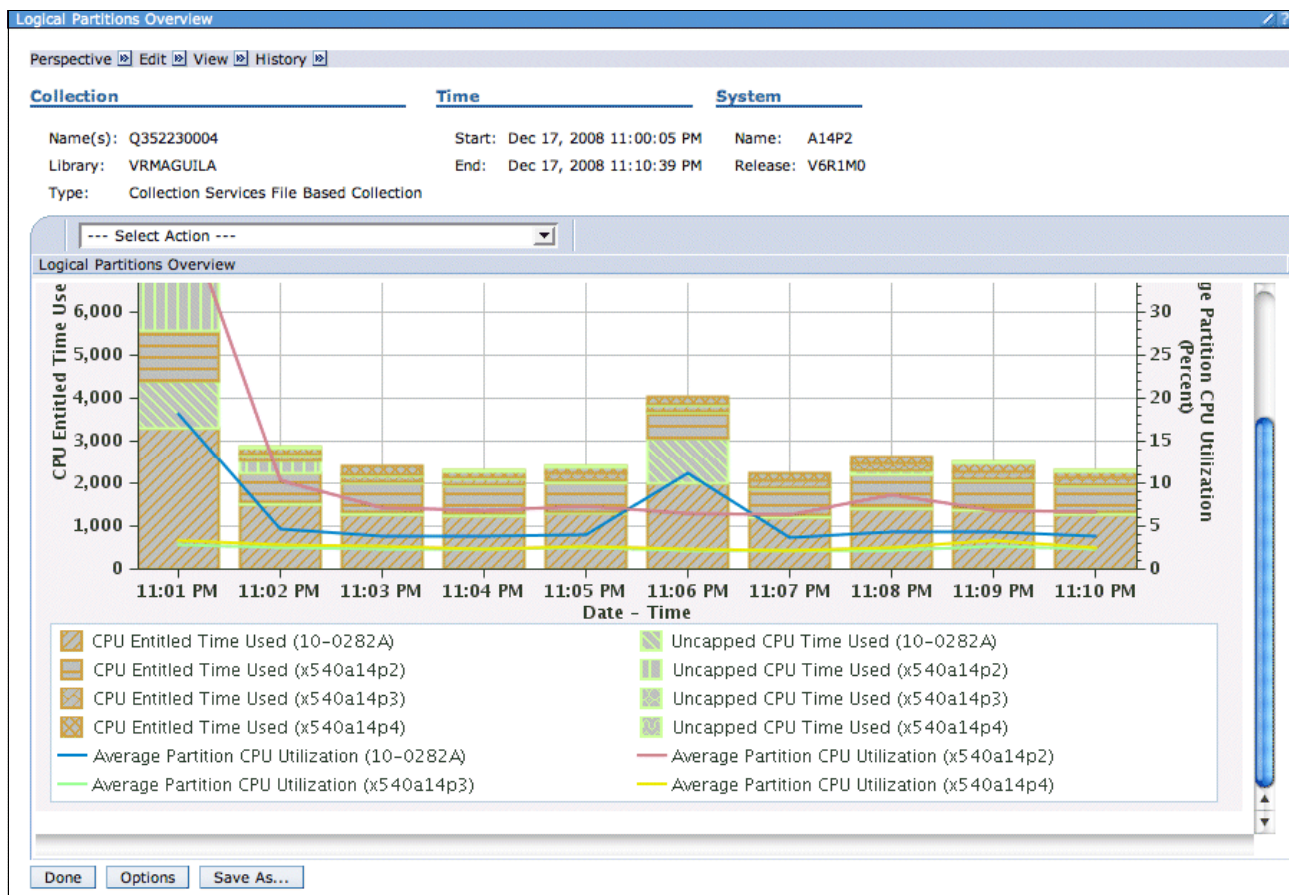 Logical Partitions Overview
Perspective Edit View History
Collection Time System
Name(s): Q352230004 Start: Dec 17, 2008 11:00:05 PM Name: A14P2
Library: VRMAGUILA End: Dec 17, 2008 11:10:39 PM Release: V6R1M0
Type: Collection Services File Based Collection
--- Select Action ---
Logical Partitions Overview
CPU Entitled Time Use
6,000
5,000
4,000
3,000
2,000
1,000
0
30
25
20
15
10
5
0
ge Partition CPU Utilization
(Percent)
11:01 PM 11:02 PM 11:03 PM 11:04 PM 11:05 PM 11:06 PM 11:07 PM 11:08 PM 11:09 PM 11:10 PM
Date - Time
CPU Entitled Time Used (10-0282A) Uncapped CPU Time Used (10-0282A)
CPU Entitled Time Used (x540a14p2) Uncapped CPU Time Used (x540a14p2)
CPU Entitled Time Used (x540a14p3) Uncapped CPU Time Used (x540a14p3)
CPU Entitled Time Used (x540a14p4) Uncapped CPU Time Used (x540a14p4)
Average Partition CPU Utilization (10-0282A) Average Partition CPU Utilization (x540a14p2)
Average Partition CPU Utilization (x540a14p3) Average Partition CPU Utilization (x540a14p4)
Done Options Save As...